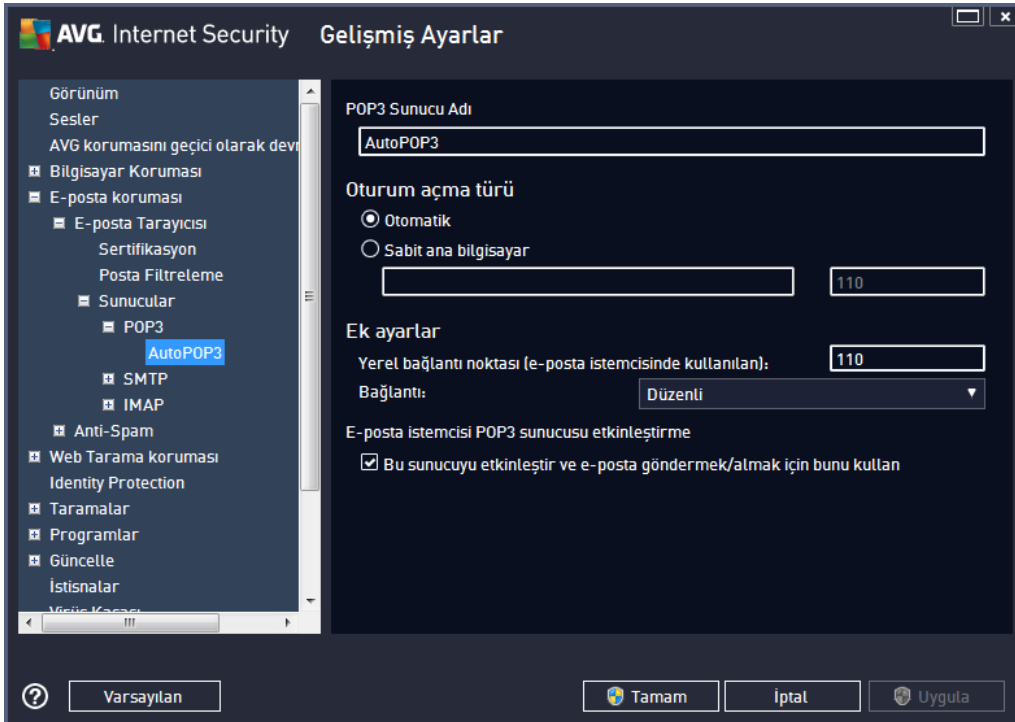 AVG. Internet Security Gelişmiş Ayarlar
Görünüm
Sesler
AVG korumasını geçici olarak devr
Bilgisayar Koruması
E-posta koruması
E-posta Tarayıcısı
Sertifikasyon
Posta Filtreleme
Sunucular
POP3
AutoPOP3
SMTP
IMAP
Anti-Spam
Web Tarama koruması
Identity Protection
Taramalar
Programlar
Güncelle
İstisnalar
Virüs Kasası
POP3 Sunucu Adı
AutoPOP3
Oturum açma türü
Otomatik
Sabit ana bilgisayar
110
Ek ayarlar
Yerel bağlantı noktası (e-posta istemcisinde kullanılan): 110
Bağlantı: Düzenli
E-posta istemcisi POP3 sunucusu etkinleştirme
Bu sunucuyu etkinleştir ve e-posta göndermek/almak için bunu kullan
Varsayılan Tamam İptal Uygula